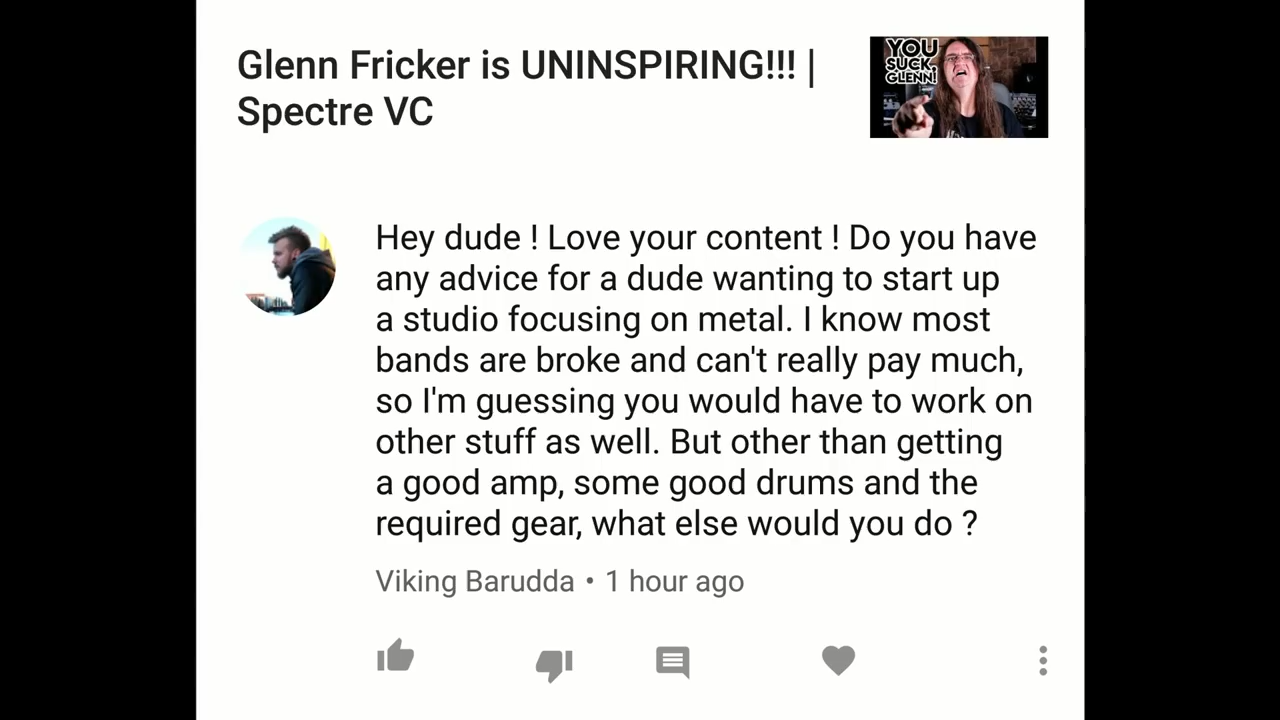 Glenn Fricker is UNINSPIRING!!! |
Spectre VC
YOU
SUCK,
GLENN!
Hey dude ! Love your content ! Do you have
any advice for a dude wanting to start up
a studio focusing on metal. I know most
bands are broke and can't really pay much,
so I'm guessing you would have to work on
other stuff as well. But other than getting
a good amp, some good drums and the
required gear, what else would you do ?
Viking Barudda • 1 hour ago